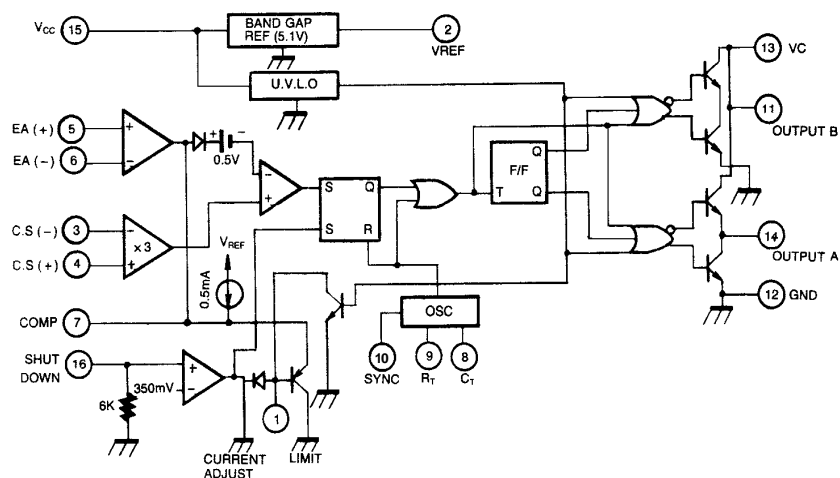 VCC 15
BAND GAP
REF (5.1V)
2
VREF
13 VC
U.V.L.O
11
OUTPUT B
EA (+) 5
+
EA (-) 6
−
+ −
0.5V
−
+
S Q
S R
F/F
Q
T Q
C.S (-) 3
−
×3
C.S (+) 4
+
VREF
0.5mA
14
OUTPUT A
12 GND
COMP 7
OSC
10 9 8
SYNC RT CT
SHUT 16
DOWN
+
350mV −
6K
1
CURRENT
ADJUST
LIMIT